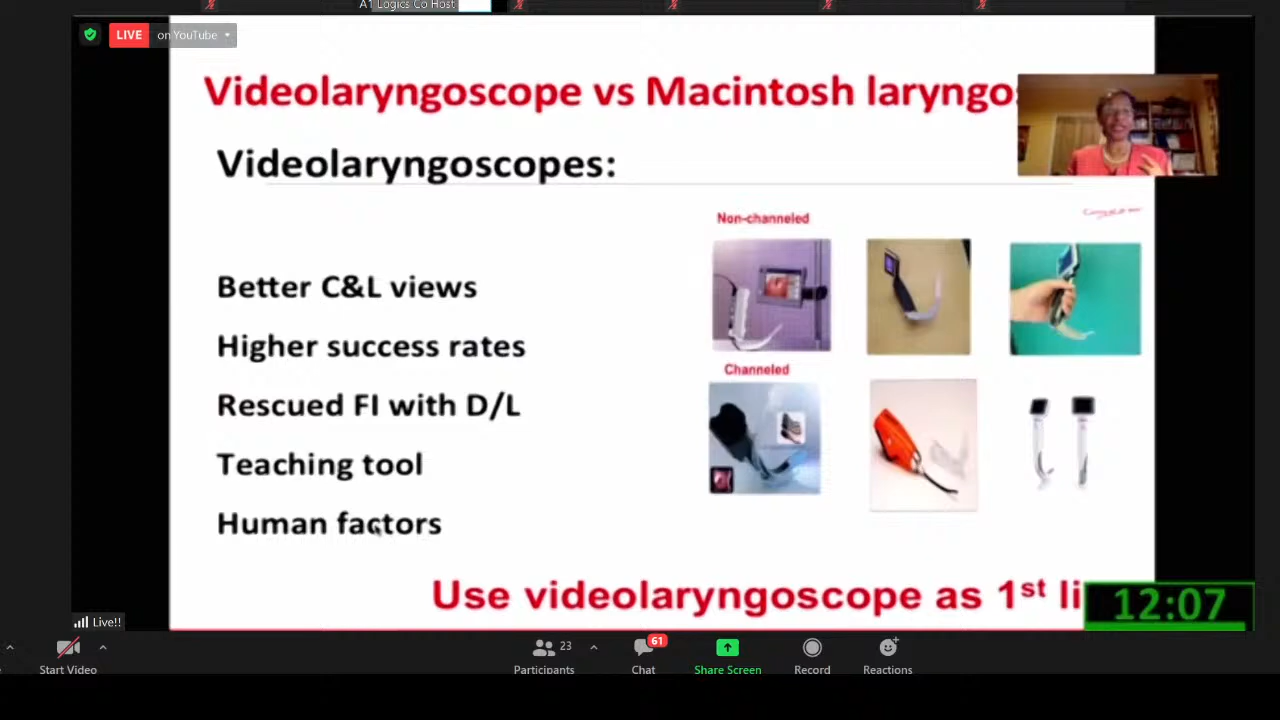 A1 Logics Co Host
LIVE on YouTube
Videolaryngoscope vs Macintosh laryngo
Videolaryngoscopes:
Non-channeled
Better C&L views
Higher success rates
Channeled
Rescued FI with D/L
Teaching tool
Human factors
Use videolaryngoscope as 1st li
12:07
Live!!
23
61
Start Video
Participants
Chat
Share Screen
Record
Reactions